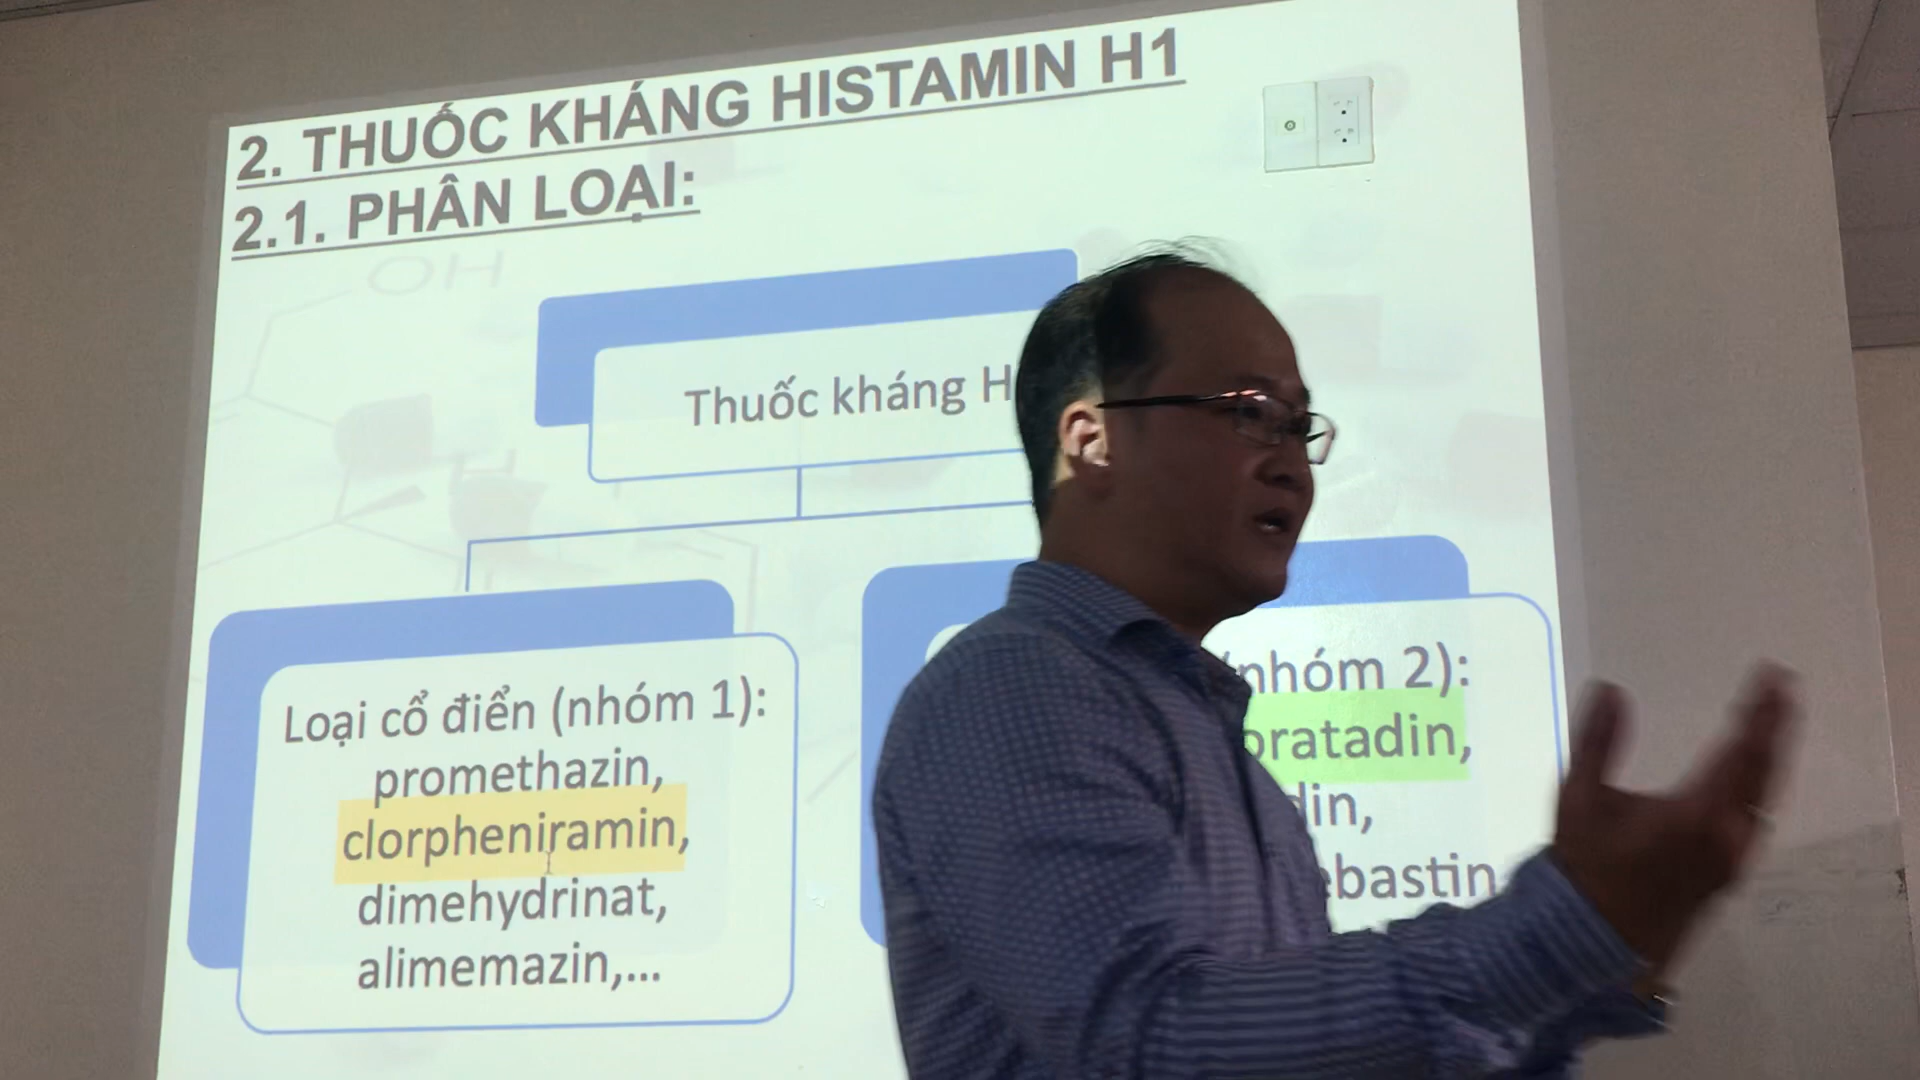 2. THUỐC KHÁNG HISTAMIN H1
2.1. PHÂN LOẠI:
OH
Thuốc kháng H
Loại cổ điển (nhóm 1):
promethazin,
clorpheniramin,
dimehydrinat,
alimemazin,...
(nhóm 2):
oratadin,
din,
ebastin